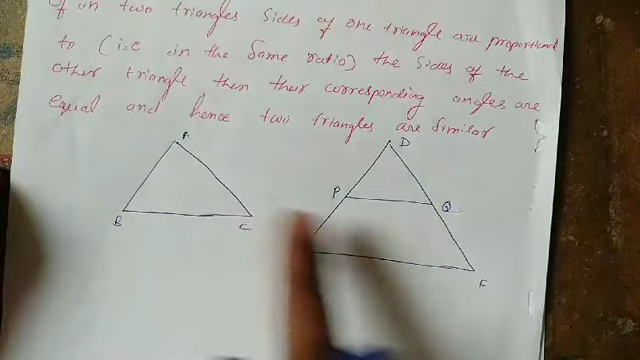 If in two triangles Sides of one triangle are proportional
to (i.e in the Same ratio) the Sides of the
other triangle then their corresponding angles are
equal and hence two triangles are Similar
A
D
P
Q
B
C
F